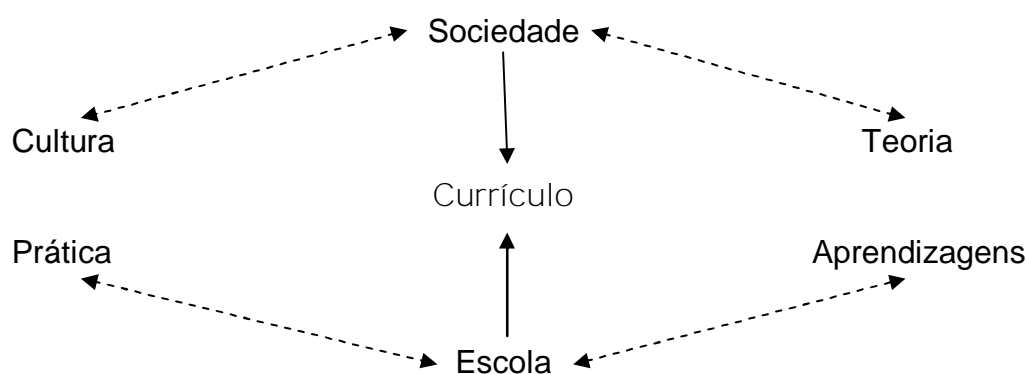 Sociedade
Cultura
Teoria
Currículo
Prática
Aprendizagens
Escola